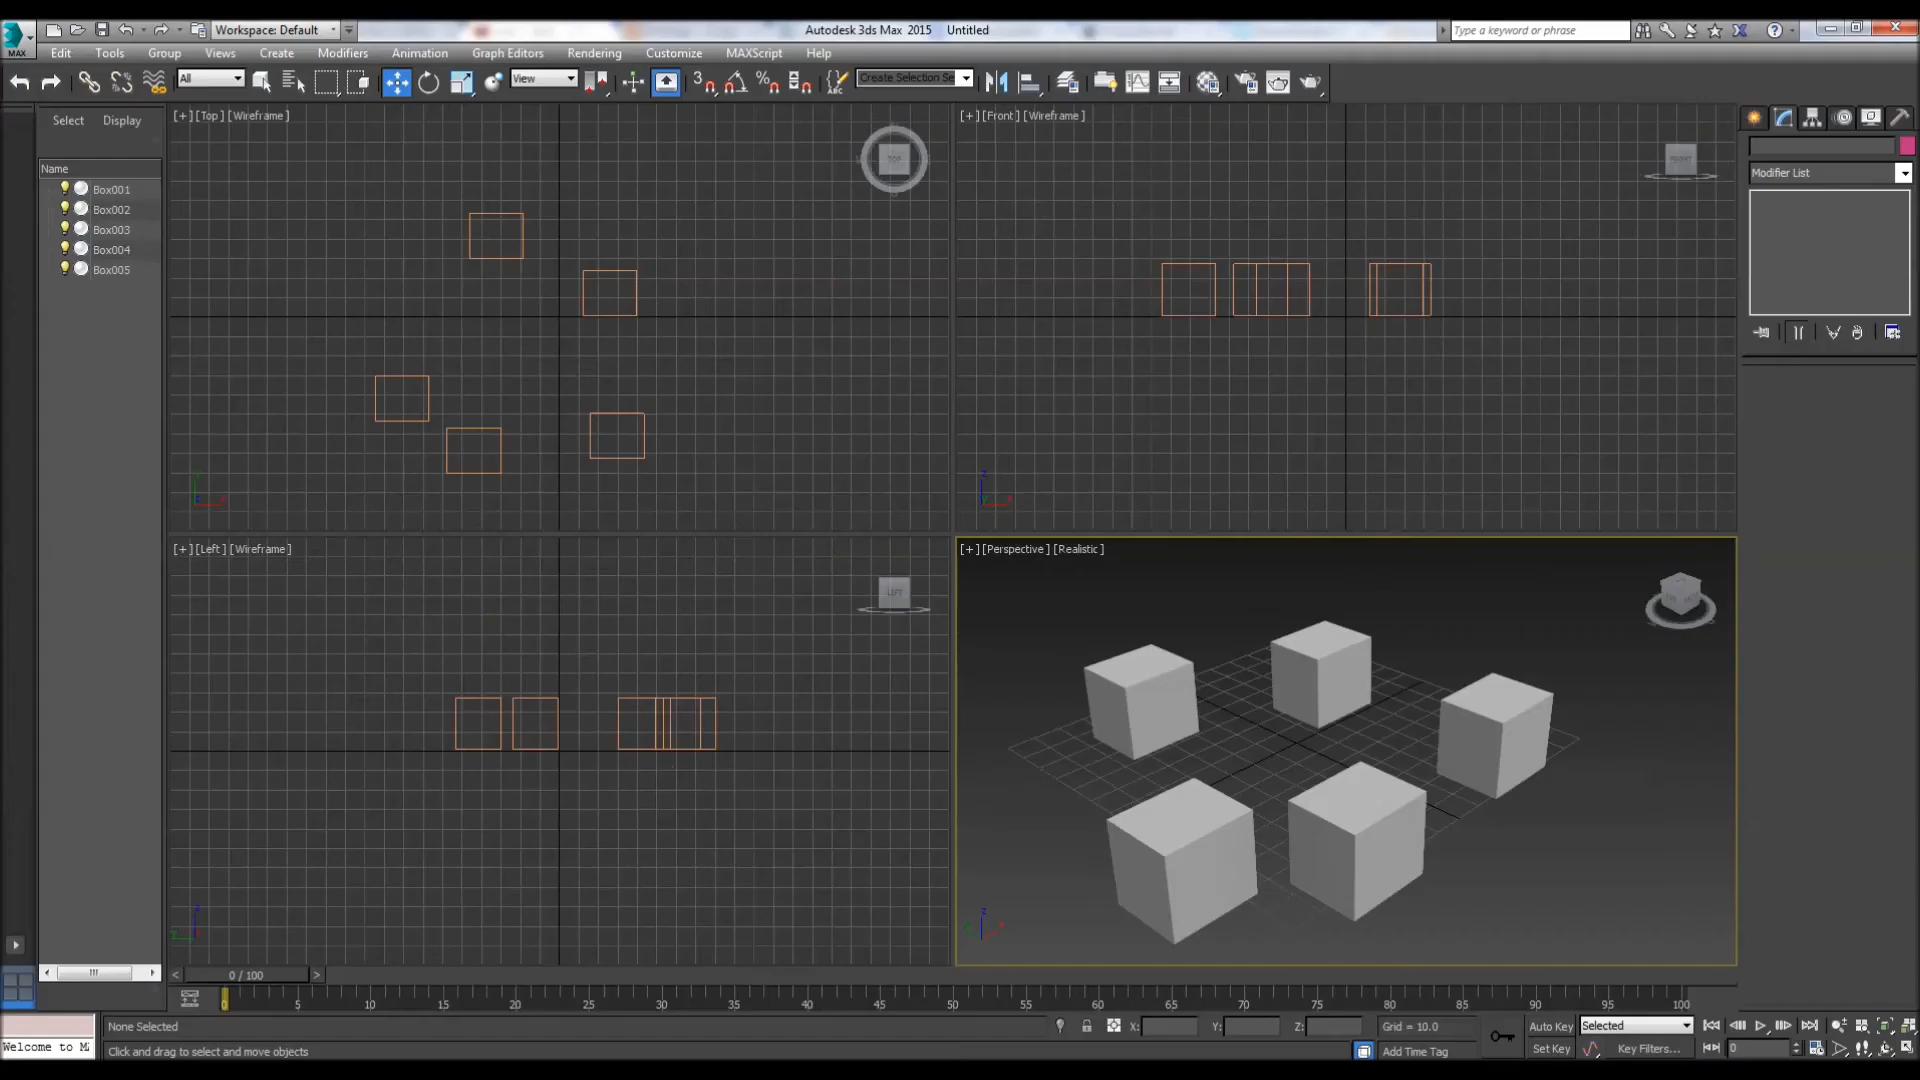 Workspace: Default
Autodesk 3ds Max 2015
Untitled
Type a keyword or phrase
MAX
Edit
Tools
Group
Views
Create
Modifiers
Animation
Graph Editors
Rendering
Customize
MAXScript
Help
All
View
3
ABC
Create Selection Se
Select
Display
Name
Box001
Box002
Box003
Box004
Box005
[+] [Top] [Wireframe]
TOP
[+] [Front] [Wireframe]
FRONT
Modifier List
[+] [Left] [Wireframe]
LEFT
[+] [Perspective] [Realistic]
0 / 100
0 5 10 15 20 25 30 35 40 45 50 55 60 65 70 75 80 85 90 95 100
None Selected
X:
Y:
Z:
Grid = 10.0
Auto Key
Selected
Welcome to M
Click and drag to select and move objects
Add Time Tag
Set Key
Key Filters...
0